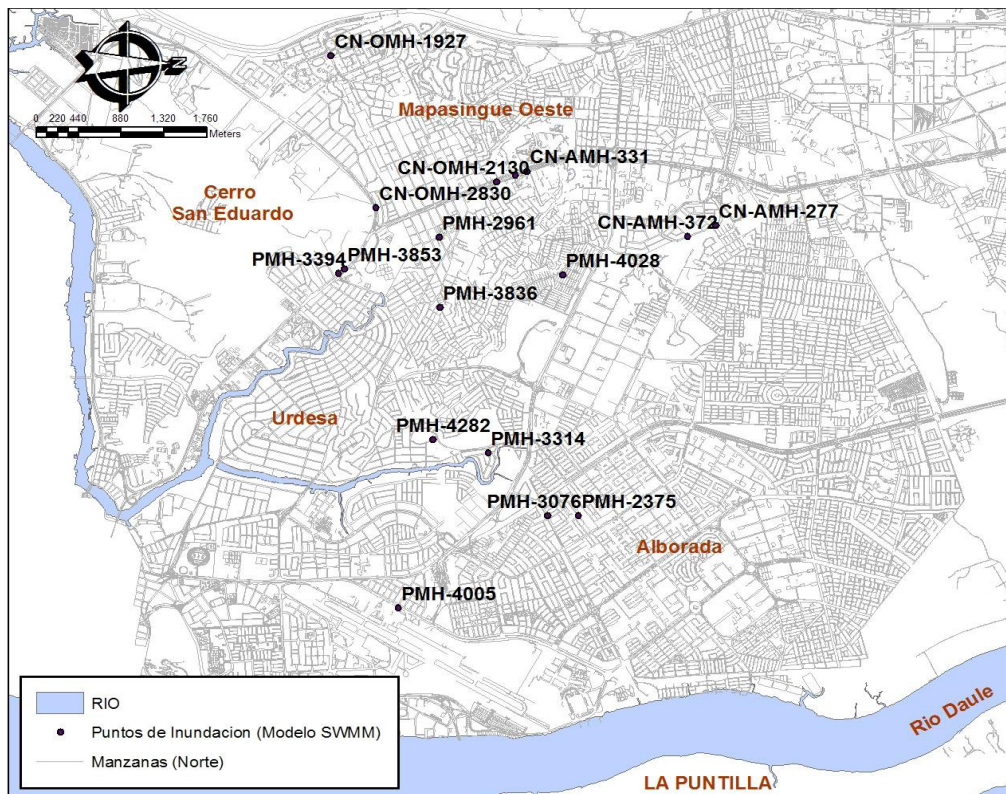 CN-OMH-1927
N
Mapasingue Oeste
0 220 440 880 1,320 1,760
Meters
CN-AMH-331
CN-OMH-2130
Cerro
San Eduardo
CN-OMH-2830
CN-AMH-277
CN-AMH-372
PMH-2961
PMH-3853
PMH-3394
PMH-4028
PMH-3836
Urdesa
PMH-4282
PMH-3314
PMH-3076
PMH-2375
Alborada
PMH-4005
RIO
Puntos de Inundacion (Modelo SWMM)
Manzanas (Norte)
Rio Daule
LA PUNTILLA